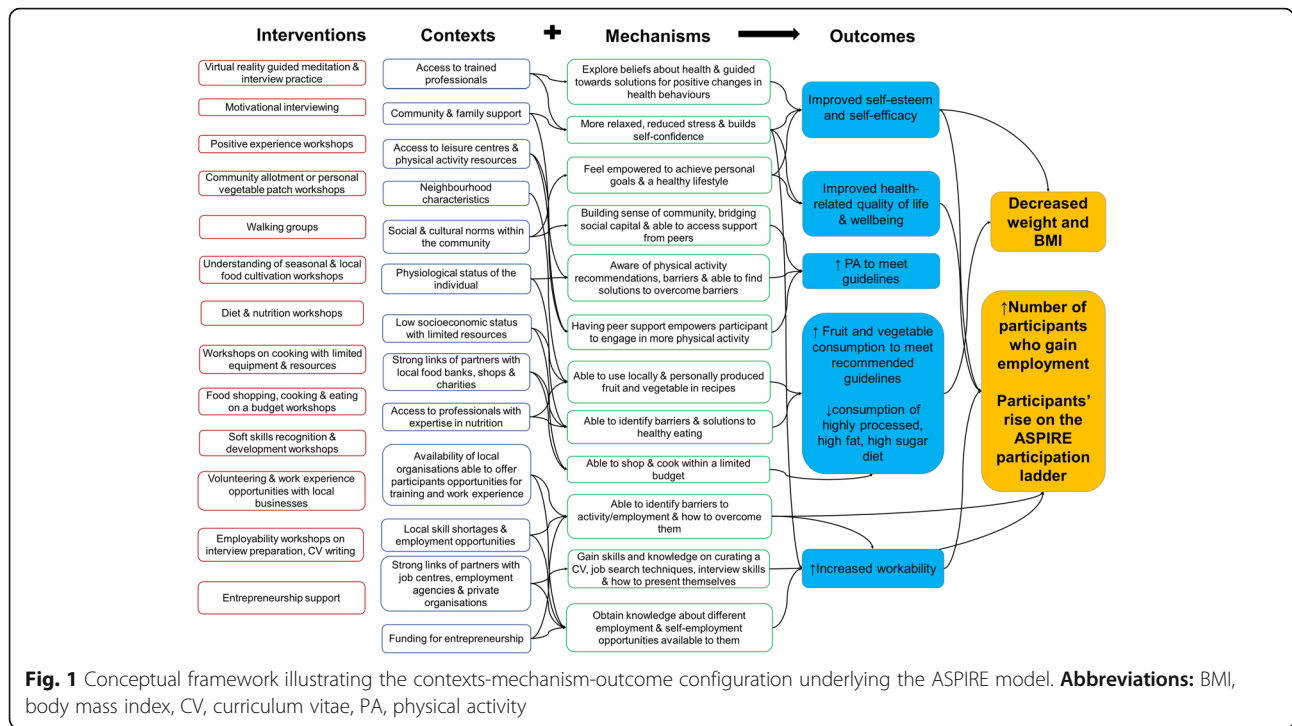 Interventions
Contexts
+
Mechanisms
Outcomes
Virtual reality guided meditation &
interview practice
Motivational interviewing
Positive experience workshops
Community allotment or personal
vegetable patch workshops
Walking groups
Understanding of seasonal & local
food cultivation workshops
Diet & nutrition workshops
Workshops on cooking with limited
equipment & resources
Food shopping, cooking & eating
on a budget workshops
Soft skills recognition &
development workshops
Volunteering & work experience
opportunities with local
businesses
Employability workshops on
interview preparation, CV writing
Entrepreneurship support
Access to trained
professionals
Community & family support
Access to leisure centres &
physical activity resources
Neighbourhood
characteristics
Social & cultural norms within
the community
Physiological status of the
individual
Low socioeconomic status
with limited resources
Strong links of partners with
local food banks, shops &
charities
Access to professionals with
expertise in nutrition
Availability of local
organisations able to offer
participants opportunities for
training and work experience
Local skill shortages &
employment opportunities
Strong links of partners with
job centres, employment
agencies & private
organisations
Funding for entrepreneurship
Explore beliefs about health & guided
towards solutions for positive changes in
health behaviours
More relaxed, reduced stress & builds
self-confidence
Feel empowered to achieve personal
goals & a healthy lifestyle
Building sense of community, bridging
social capital & able to access support
from peers
Aware of physical activity
recommendations, barriers & able to find
solutions to overcome barriers
Having peer support empowers participant
to engage in more physical activity
Able to use locally & personally produced
fruit and vegetable in recipes
Able to identify barriers & solutions to
healthy eating
Able to shop & cook within a limited
budget
Able to identify barriers to
activity/employment & how to overcome
them
Gain skills and knowledge on curating a
CV, job search techniques, interview skills
& how to present themselves
Obtain knowledge about different
employment & self-employment
opportunities available to them
Improved self-esteem
and self-efficacy
Improved health-
related quality of life
& wellbeing
↑ PA to meet
guidelines
↑ Fruit and vegetable
consumption to meet
recommended
guidelines
↓consumption of
highly processed,
high fat, high sugar
diet
↑Increased workability
Decreased
weight and
BMI
↑Number of
participants
who gain
employment
Participants'
rise on the
ASPIRE
participation
ladder
Fig. 1 Conceptual framework illustrating the contexts-mechanism-outcome configuration underlying the ASPIRE model. Abbreviations: BMI,
body mass index, CV, curriculum vitae, PA, physical activity